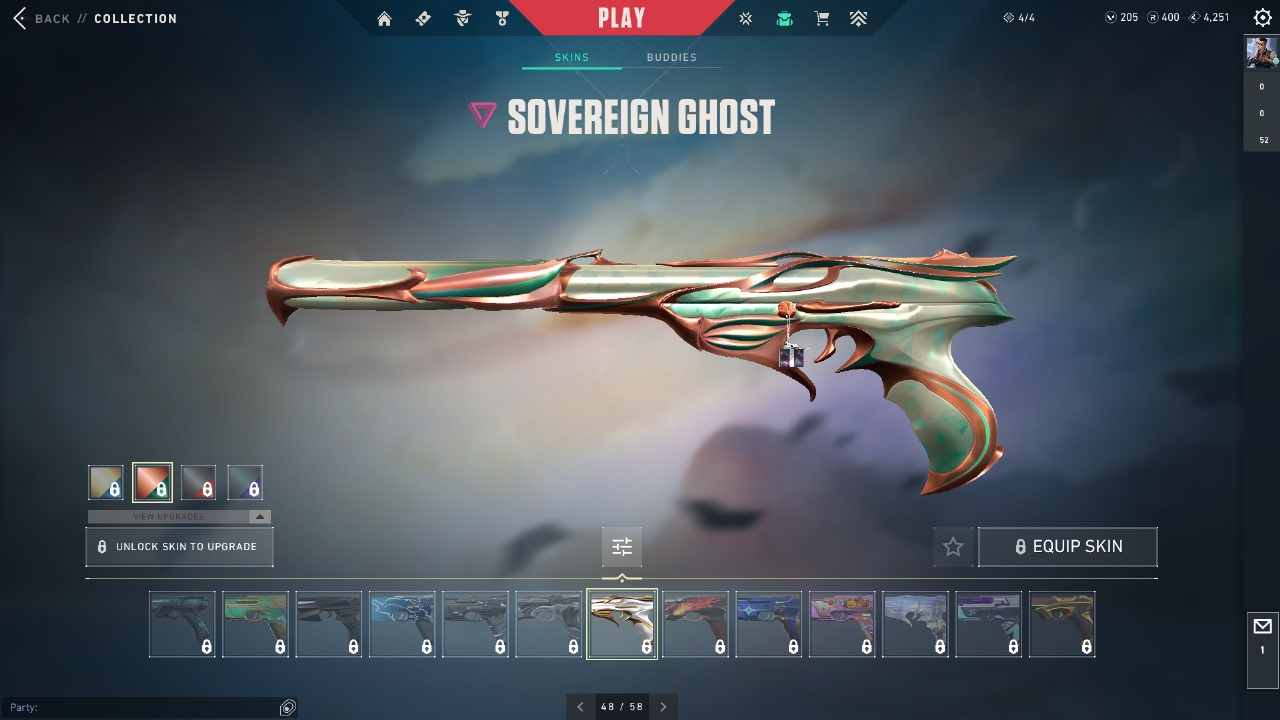 BACK // COLLECTION
PLAY
4/4
205
400
4,251
SKINS
BUDDIES
SOVEREIGN GHOST
0
0
52
VIEW UPGRADES
UNLOCK SKIN TO UPGRADE
EQUIP SKIN
1
Party:
48 / 58